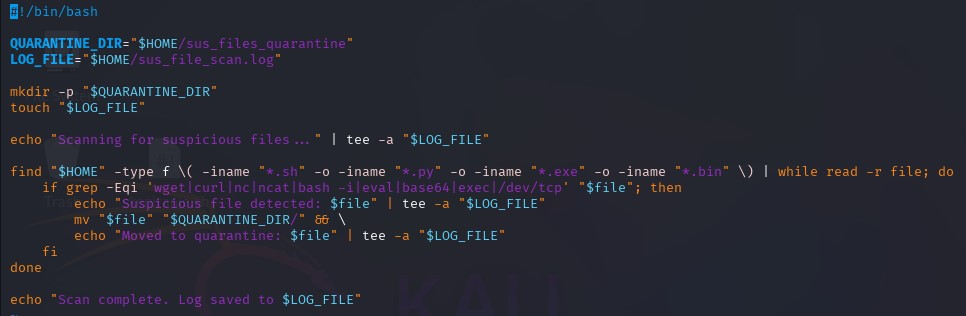 #!/bin/bash

QUARANTINE_DIR="$HOME/sus_files_quarantine"
LOG_FILE="$HOME/sus_file_scan.log"

mkdir -p "$QUARANTINE_DIR"
touch "$LOG_FILE"

echo "Scanning for suspicious files..." | tee -a "$LOG_FILE"

find "$HOME" -type f \( -iname "*.sh" -o -iname "*.py" -o -iname "*.exe" -o -iname "*.bin" \) | while read -r file; do
    if grep -Eqi 'wget|curl|nc|ncat|bash -i|eval|base64|exec|/dev/tcp' "$file"; then
        echo "Suspicious file detected: $file" | tee -a "$LOG_FILE"
        mv "$file" "$QUARANTINE_DIR/" && \
        echo "Moved to quarantine: $file" | tee -a "$LOG_FILE"
    fi
done

echo "Scan complete. Log saved to $LOG_FILE"
KALI